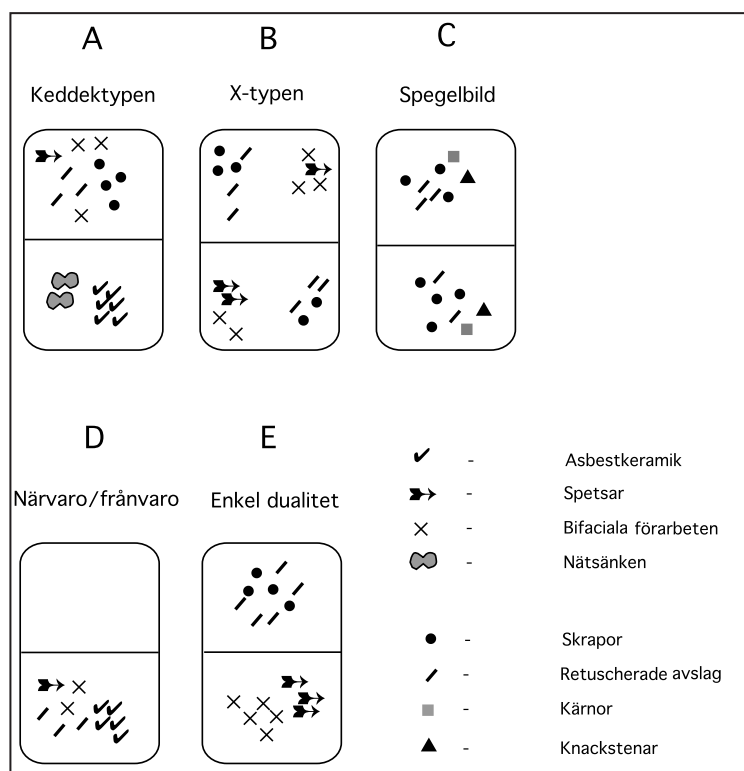 A
B
C
Keddektypen
X-typen
Spegelbild
D
E
Närvaro/frånvaro
Enkel dualitet
- Asbestkeramik
- Spetsar
- Bifaciala förarbeten
- Nätsänken
- Skrapor
- Retuscherade avslag
- Kärnor
- Knackstenar